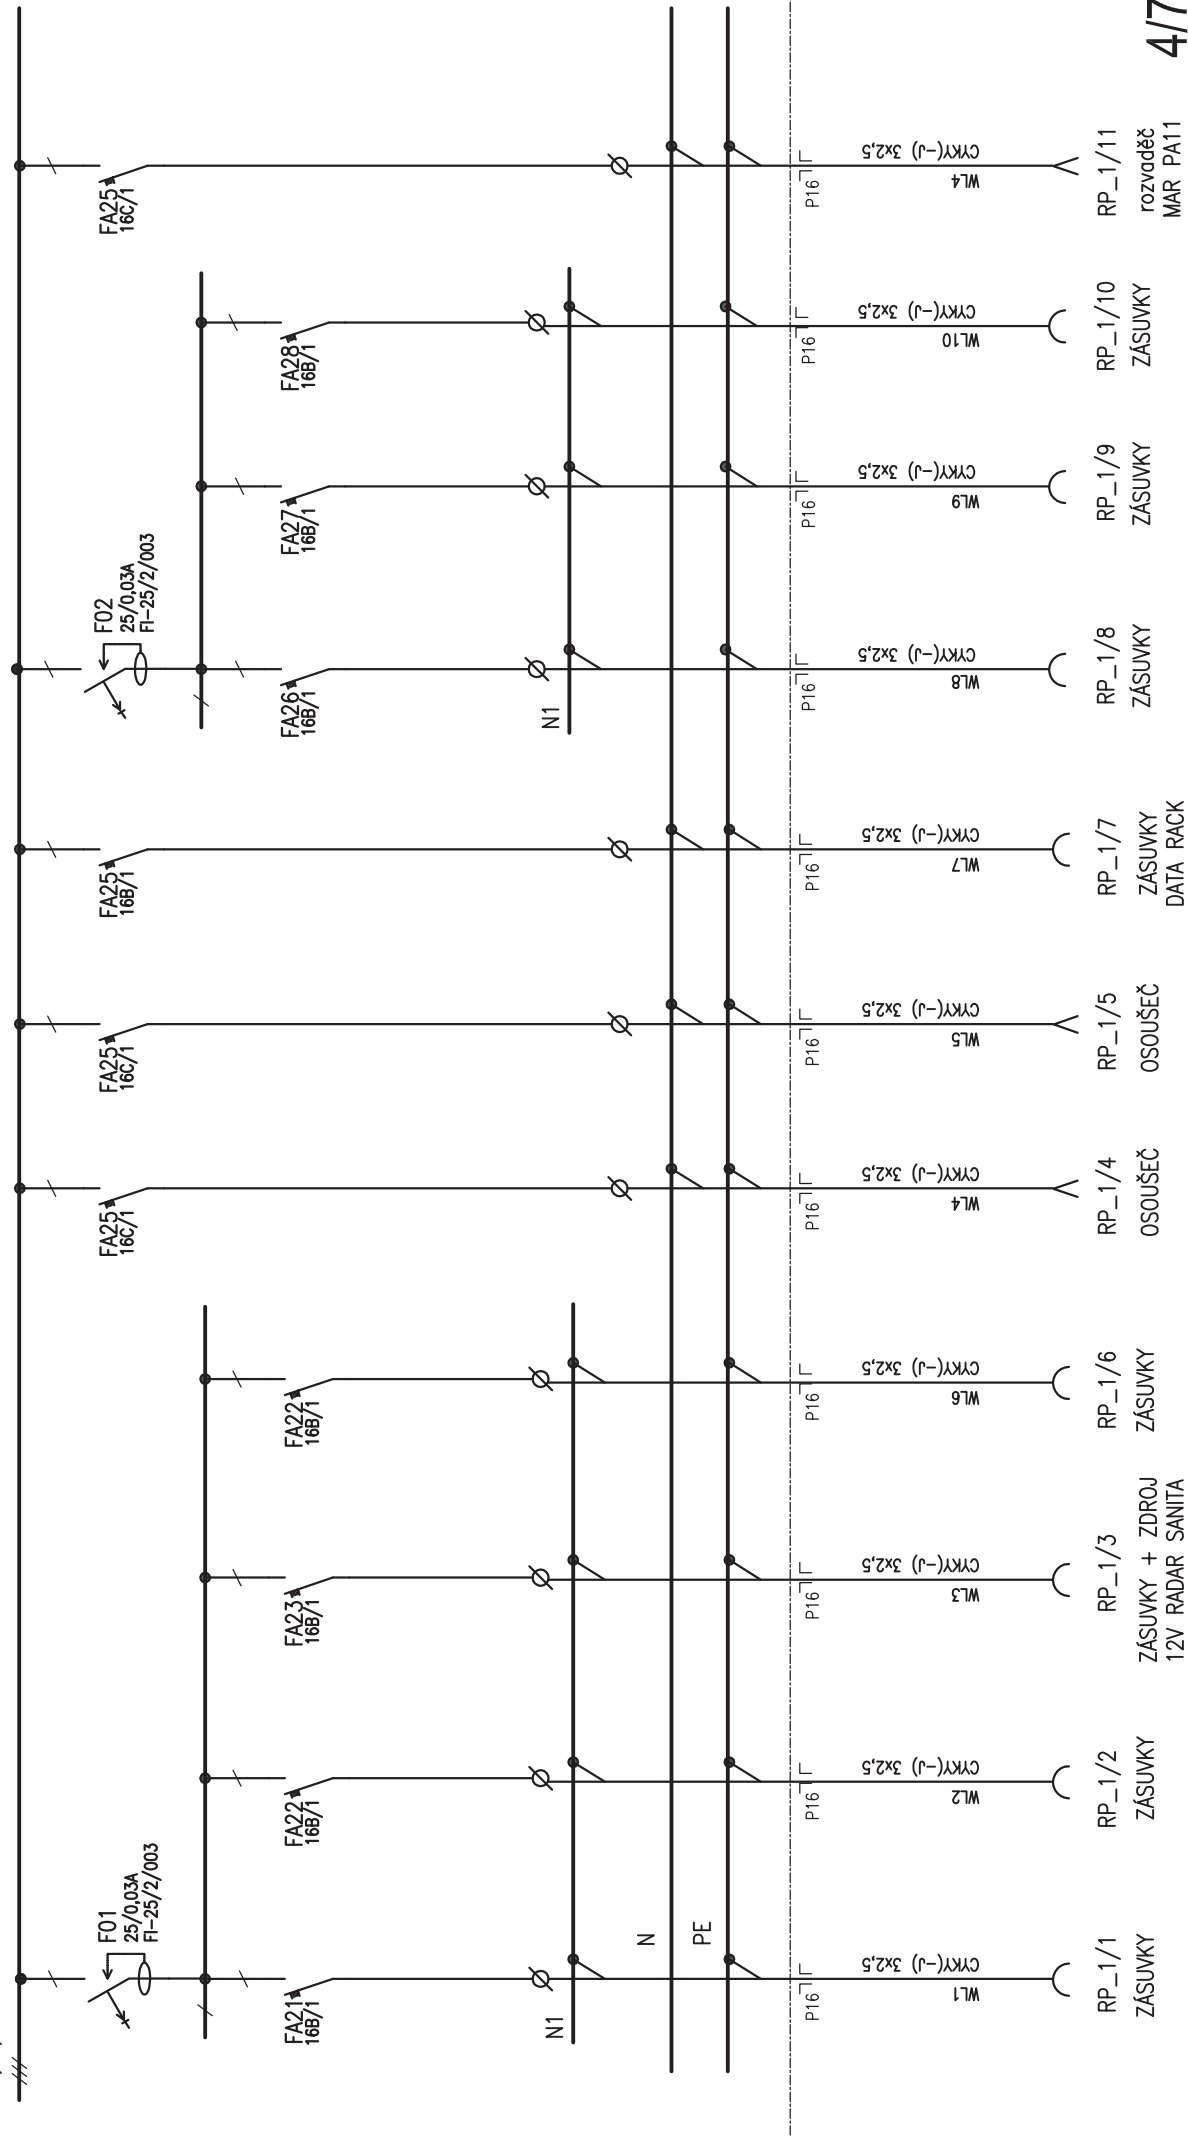 F01
25/0,03A
FI-25/2/003
F02
25/0,03A
FI-25/2/003
FA21
16B/1
FA22
16B/1
FA23
16B/1
FA22
16B/1
FA25
16C/1
FA25
16C/1
FA25
16B/1
FA26
16B/1
FA27
16B/1
FA28
16B/1
FA25
16C/1
N1
N1
N
PE
P16
P16
P16
P16
P16
P16
P16
P16
P16
P16
P16
WL1
CYKY(-J) 3x2,5
WL2
CYKY(-J) 3x2,5
WL3
CYKY(-J) 3x2,5
WL6
CYKY(-J) 3x2,5
WL4
CYKY(-J) 3x2,5
WL5
CYKY(-J) 3x2,5
WL7
CYKY(-J) 3x2,5
WL8
CYKY(-J) 3x2,5
WL9
CYKY(-J) 3x2,5
WL10
CYKY(-J) 3x2,5
WL4
CYKY(-J) 3x2,5
RP_1/1
ZÁSUVKY
RP_1/2
ZÁSUVKY
RP_1/3
ZÁSUVKY + ZDROJ
12V RADAR SANITA
RP_1/6
ZÁSUVKY
RP_1/4
OSOUŠEČ
RP_1/5
OSOUŠEČ
RP_1/7
ZÁSUVKY
DATA RACK
RP_1/8
ZÁSUVKY
RP_1/9
ZÁSUVKY
RP_1/10
ZÁSUVKY
RP_1/11
rozvaděč
MAR PA11
4/7